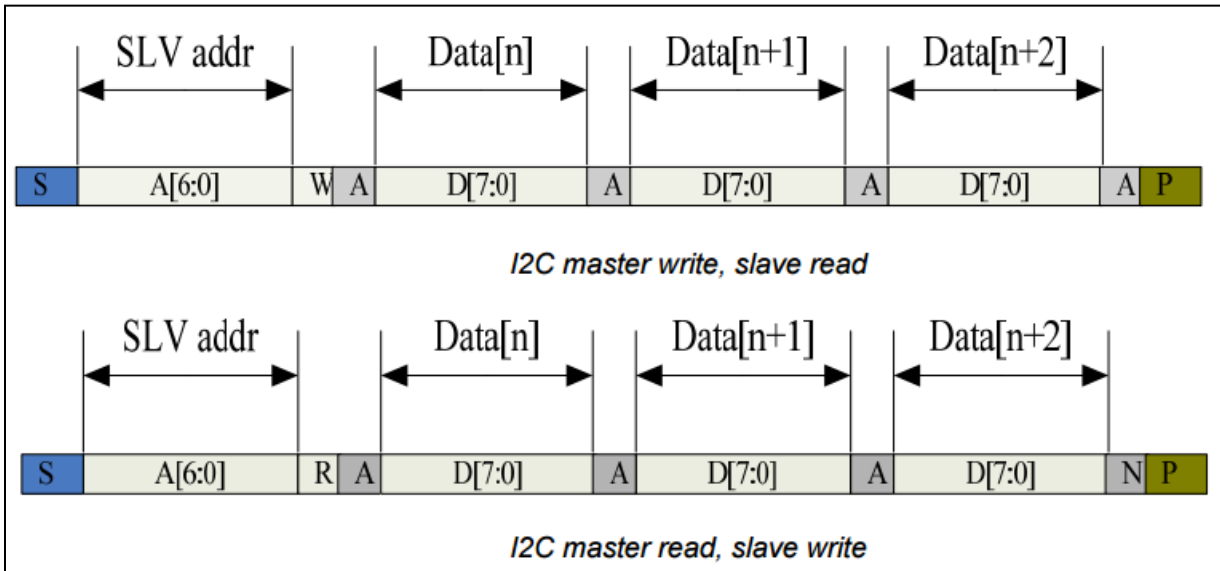 SLV addr Data[n] Data[n+1] Data[n+2]
S A[6:0] W A D[7:0] A D[7:0] A D[7:0] A P
I2C master write, slave read
SLV addr Data[n] Data[n+1] Data[n+2]
S A[6:0] R A D[7:0] A D[7:0] A D[7:0] N P
I2C master read, slave write